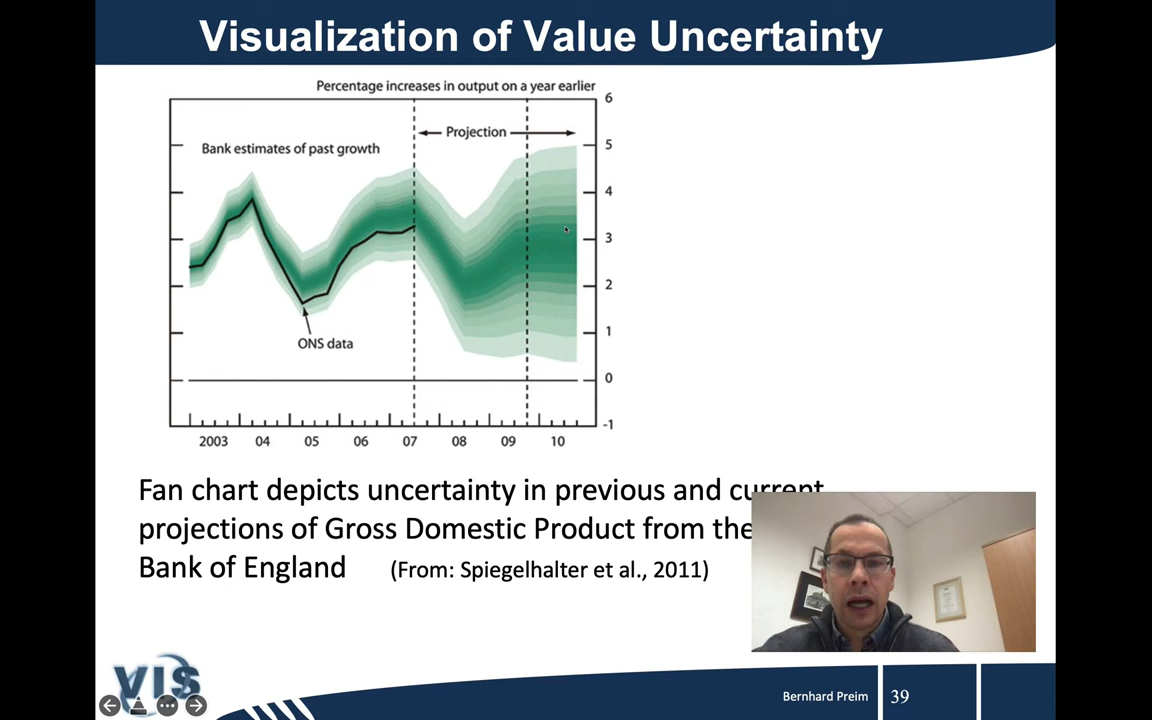 Visualization of Value Uncertainty
Percentage increases in output on a year earlier
6
Projection
5
Bank estimates of past growth
4
3
2
1
ONS data
0
-1
2003 04 05 06 07 08 09 10
Fan chart depicts uncertainty in previous and current
projections of Gross Domestic Product from the
Bank of England (From: Spiegelhalter et al., 2011)
VIS
Bernhard Preim 39